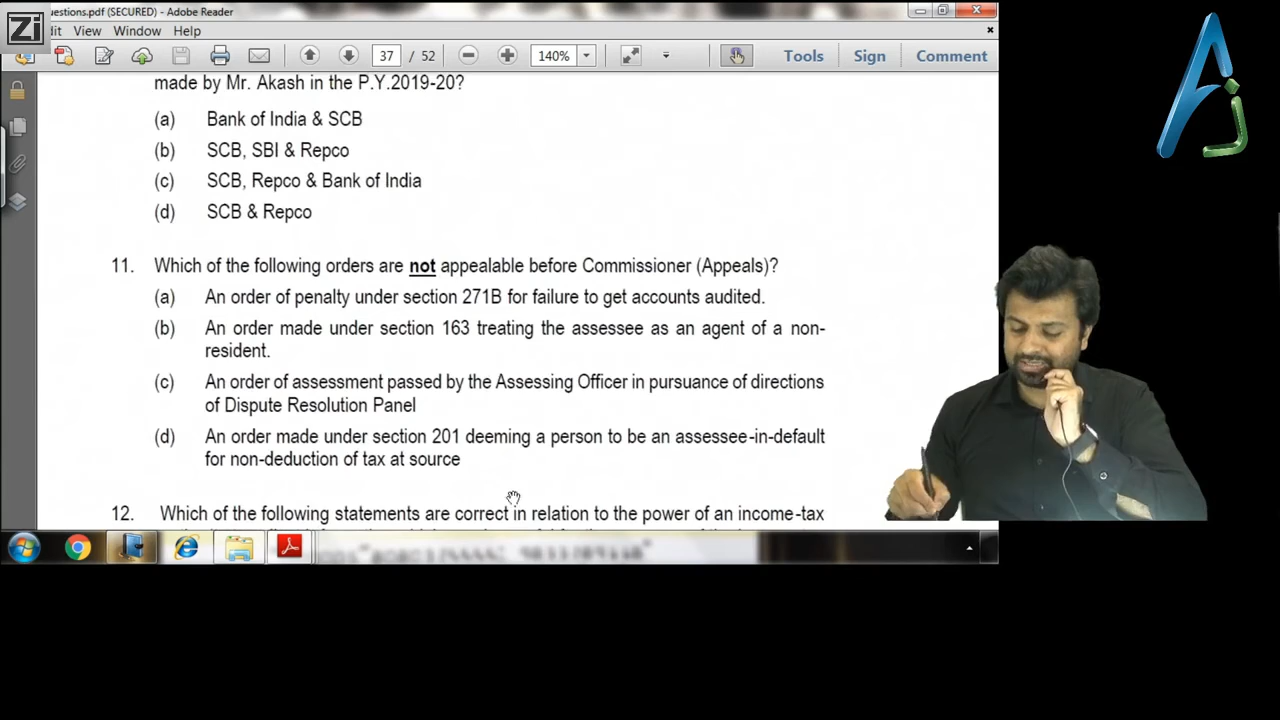 Zi
estions.pdf (SECURED) - Adobe Reader
dit View Window Help
37 / 52 140% Tools Sign Comment
made by Mr. Akash in the P.Y.2019-20?
(a) Bank of India & SCB
(b) SCB, SBI & Repco
(c) SCB, Repco & Bank of India
(d) SCB & Repco
11. Which of the following orders are not appealable before Commissioner (Appeals)?
(a) An order of penalty under section 271B for failure to get accounts audited.
(b) An order made under section 163 treating the assessee as an agent of a non-
resident.
(c) An order of assessment passed by the Assessing Officer in pursuance of directions
of Dispute Resolution Panel
(d) An order made under section 201 deeming a person to be an assessee-in-default
for non-deduction of tax at source
12. Which of the following statements are correct in relation to the power of an income-tax
AJ